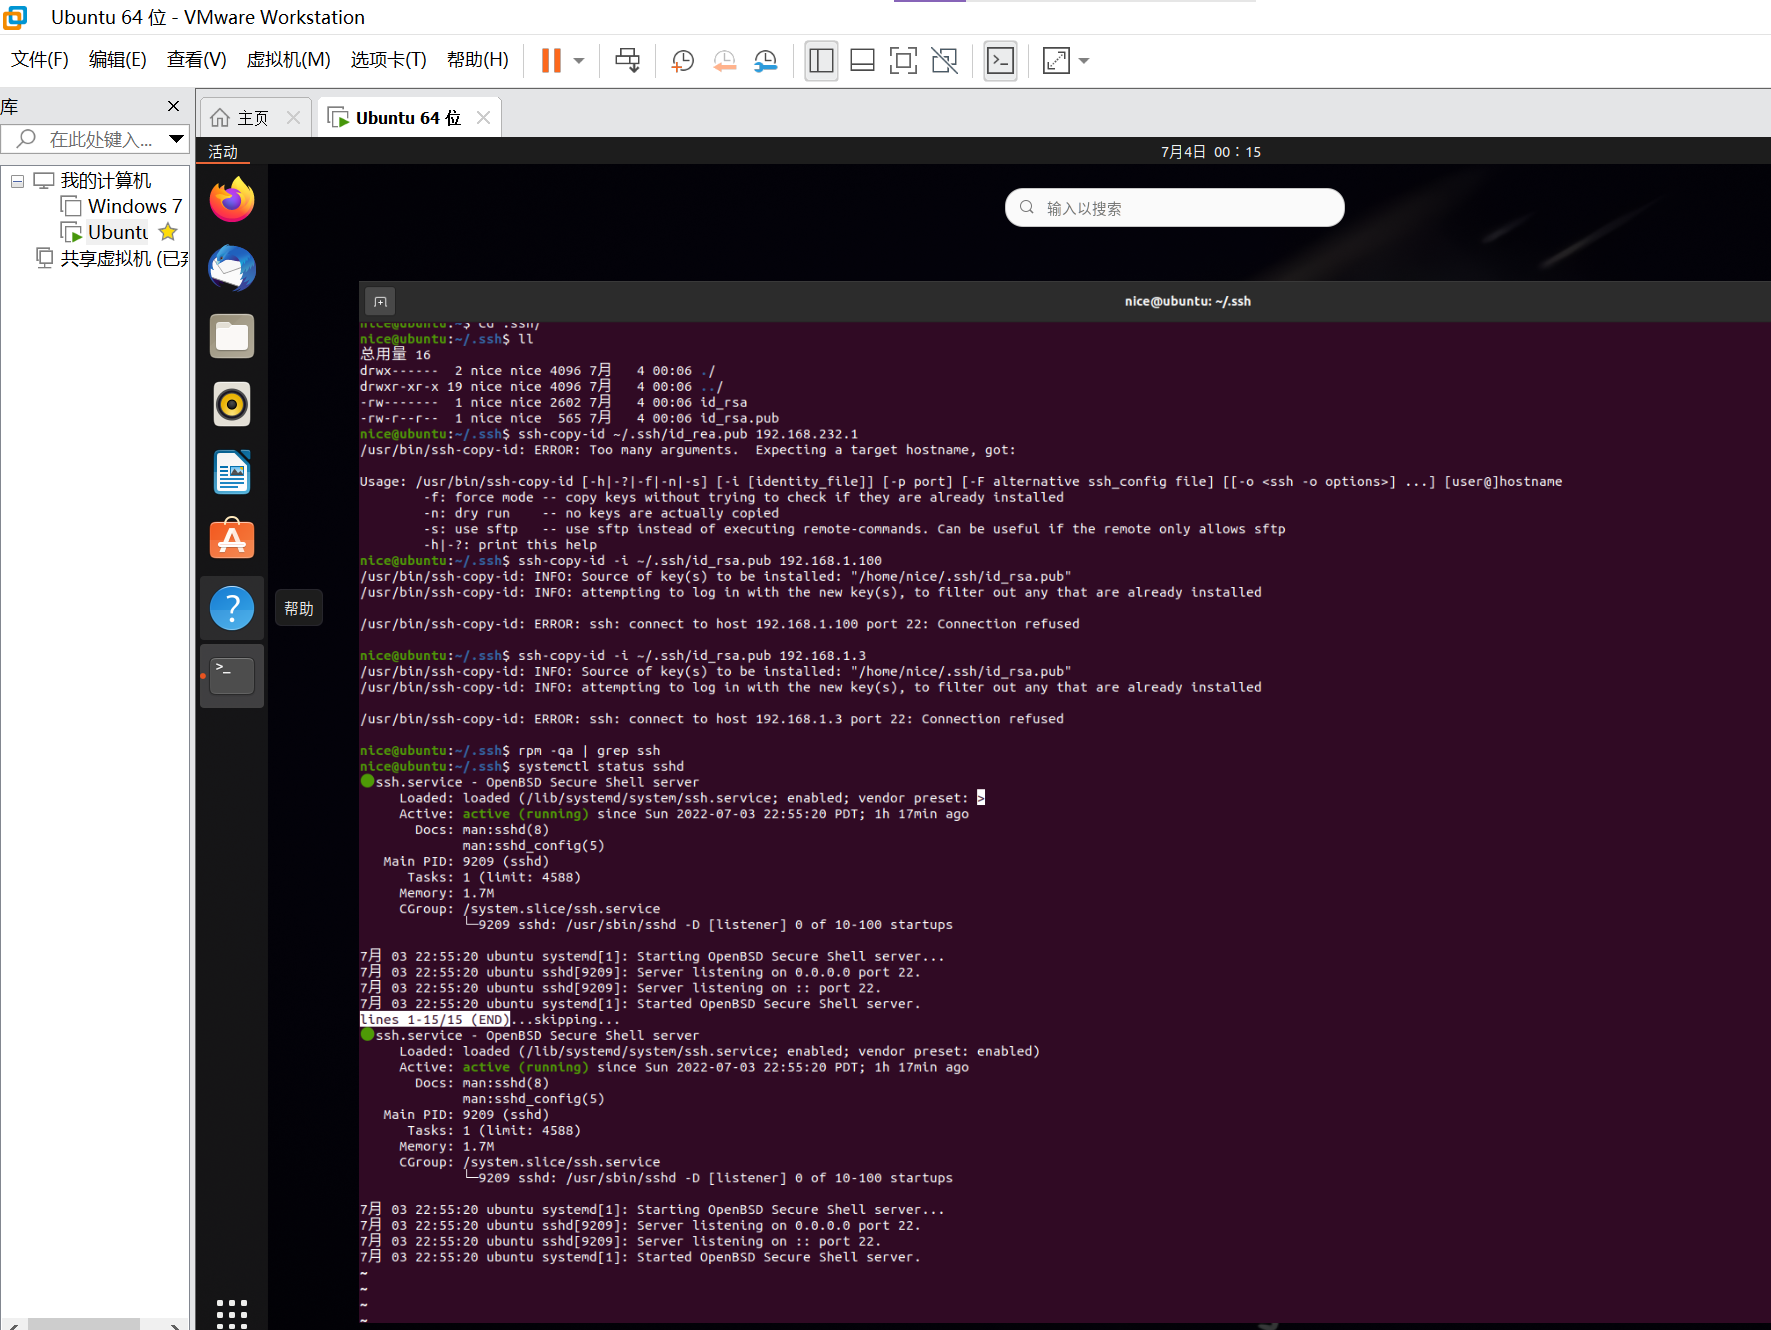 Ubuntu 64 位 - VMware Workstation
文件(F) 编辑(E) 查看(V) 虚拟机(M) 选项卡(T) 帮助(H)
库
在此处键入...
我的计算机
Windows 7
Ubuntu
共享虚拟机 (已
主页
Ubuntu 64 位
活动
7月4日 00：15
输入以搜索
帮助
nice@ubuntu: ~/.ssh
nice@ubuntu:~$ cd .ssh/
nice@ubuntu:~/.ssh$ ll
总用量 16
drwx------  2 nice nice 4096 7月   4 00:06 ./
drwxr-xr-x 19 nice nice 4096 7月   4 00:06 ../
-rw-------  1 nice nice 2602 7月   4 00:06 id_rsa
-rw-r--r--  1 nice nice  565 7月   4 00:06 id_rsa.pub
nice@ubuntu:~/.ssh$ ssh-copy-id ~/.ssh/id_rea.pub 192.168.232.1
/usr/bin/ssh-copy-id: ERROR: Too many arguments.  Expecting a target hostname, got:
Usage: /usr/bin/ssh-copy-id [-h|-?|-f|-n|-s] [-i [identity_file]] [-p port] [-F alternative ssh_config file] [[-o <ssh -o options>] ...] [user@]hostname
-f: force mode -- copy keys without trying to check if they are already installed
-n: dry run    -- no keys are actually copied
-s: use sftp   -- use sftp instead of executing remote-commands. Can be useful if the remote only allows sftp
-h|-?: print this help
nice@ubuntu:~/.ssh$ ssh-copy-id -i ~/.ssh/id_rsa.pub 192.168.1.100
/usr/bin/ssh-copy-id: INFO: Source of key(s) to be installed: "/home/nice/.ssh/id_rsa.pub"
/usr/bin/ssh-copy-id: INFO: attempting to log in with the new key(s), to filter out any that are already installed
/usr/bin/ssh-copy-id: ERROR: ssh: connect to host 192.168.1.100 port 22: Connection refused
nice@ubuntu:~/.ssh$ ssh-copy-id -i ~/.ssh/id_rsa.pub 192.168.1.3
/usr/bin/ssh-copy-id: INFO: Source of key(s) to be installed: "/home/nice/.ssh/id_rsa.pub"
/usr/bin/ssh-copy-id: INFO: attempting to log in with the new key(s), to filter out any that are already installed
/usr/bin/ssh-copy-id: ERROR: ssh: connect to host 192.168.1.3 port 22: Connection refused
nice@ubuntu:~/.ssh$ rpm -qa | grep ssh
nice@ubuntu:~/.ssh$ systemctl status sshd
●ssh.service - OpenBSD Secure Shell server
Loaded: loaded (/lib/systemd/system/ssh.service; enabled; vendor preset: >
Active: active (running) since Sun 2022-07-03 22:55:20 PDT; 1h 17min ago
Docs: man:sshd(8)
man:sshd_config(5)
Main PID: 9209 (sshd)
Tasks: 1 (limit: 4588)
Memory: 1.7M
CGroup: /system.slice/ssh.service
└─9209 sshd: /usr/sbin/sshd -D [listener] 0 of 10-100 startups
7月 03 22:55:20 ubuntu systemd[1]: Starting OpenBSD Secure Shell server...
7月 03 22:55:20 ubuntu sshd[9209]: Server listening on 0.0.0.0 port 22.
7月 03 22:55:20 ubuntu sshd[9209]: Server listening on :: port 22.
7月 03 22:55:20 ubuntu systemd[1]: Started OpenBSD Secure Shell server.
lines 1-15/15 (END)...skipping...
●ssh.service - OpenBSD Secure Shell server
Loaded: loaded (/lib/systemd/system/ssh.service; enabled; vendor preset: enabled)
Active: active (running) since Sun 2022-07-03 22:55:20 PDT; 1h 17min ago
Docs: man:sshd(8)
man:sshd_config(5)
Main PID: 9209 (sshd)
Tasks: 1 (limit: 4588)
Memory: 1.7M
CGroup: /system.slice/ssh.service
└─9209 sshd: /usr/sbin/sshd -D [listener] 0 of 10-100 startups
7月 03 22:55:20 ubuntu systemd[1]: Starting OpenBSD Secure Shell server...
7月 03 22:55:20 ubuntu sshd[9209]: Server listening on 0.0.0.0 port 22.
7月 03 22:55:20 ubuntu sshd[9209]: Server listening on :: port 22.
7月 03 22:55:20 ubuntu systemd[1]: Started OpenBSD Secure Shell server.
~
~
~
~